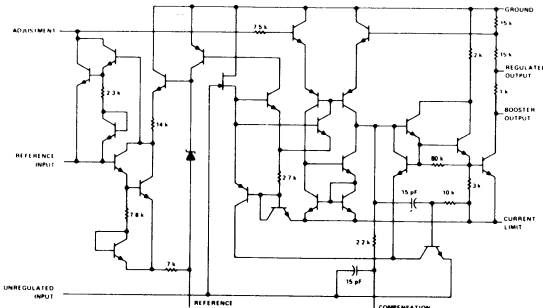 GROUND
15 k
ADJUSTMENT
7.5 k
2 k
15 k
REGULATED
OUTPUT
2.3 k
1 k
BOOSTER
OUTPUT
14 k
REFERENCE
INPUT
80 k
2.7 k
3 k
15 pF
10 k
7.8 k
CURRENT
LIMIT
2.2 k
7 k
15 pF
UNREGULATED
INPUT
REFERENCE
COMPENSATION